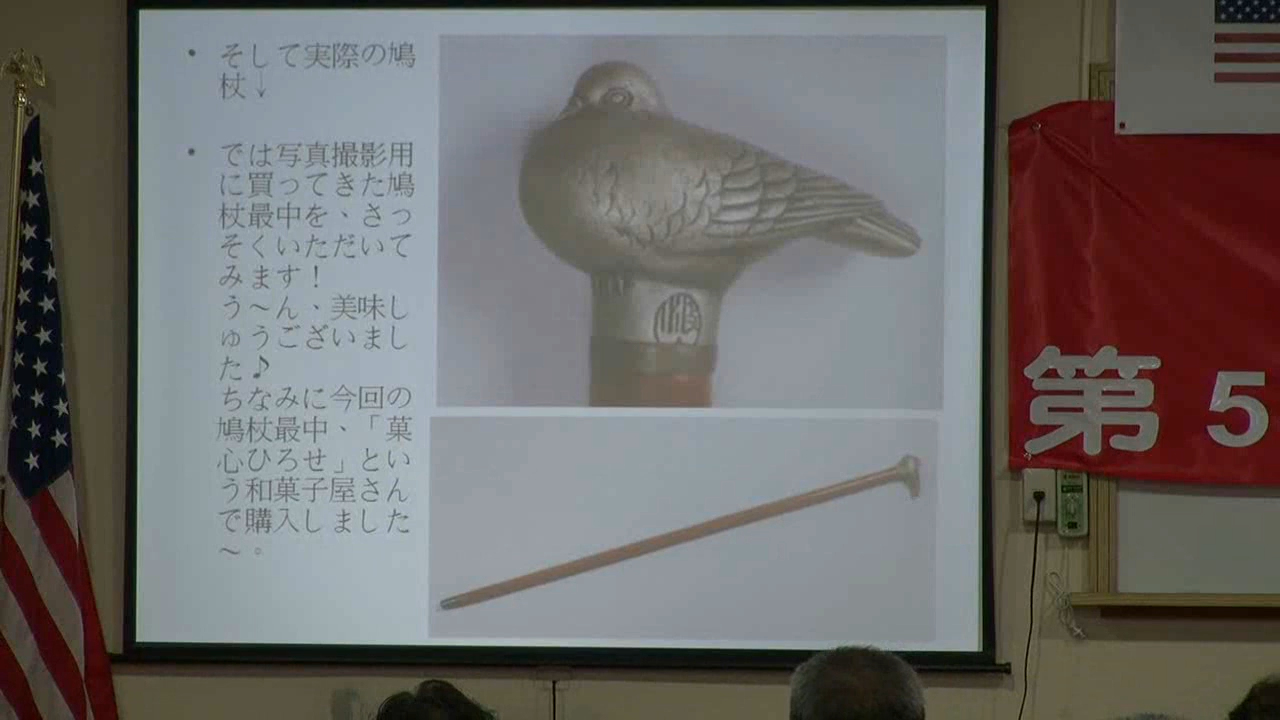 • そして実際の鳩
杖↓
• では写真撮影用
に買ってきた鳩
杖最中を、さっ
そくいただいて
みます！
う～ん、美味し
ゅうございまし
た♪
ちなみに今回の
鳩杖最中、「菓
心ひろせ」とい
う和菓子屋さん
で購入しました
～。
第 5